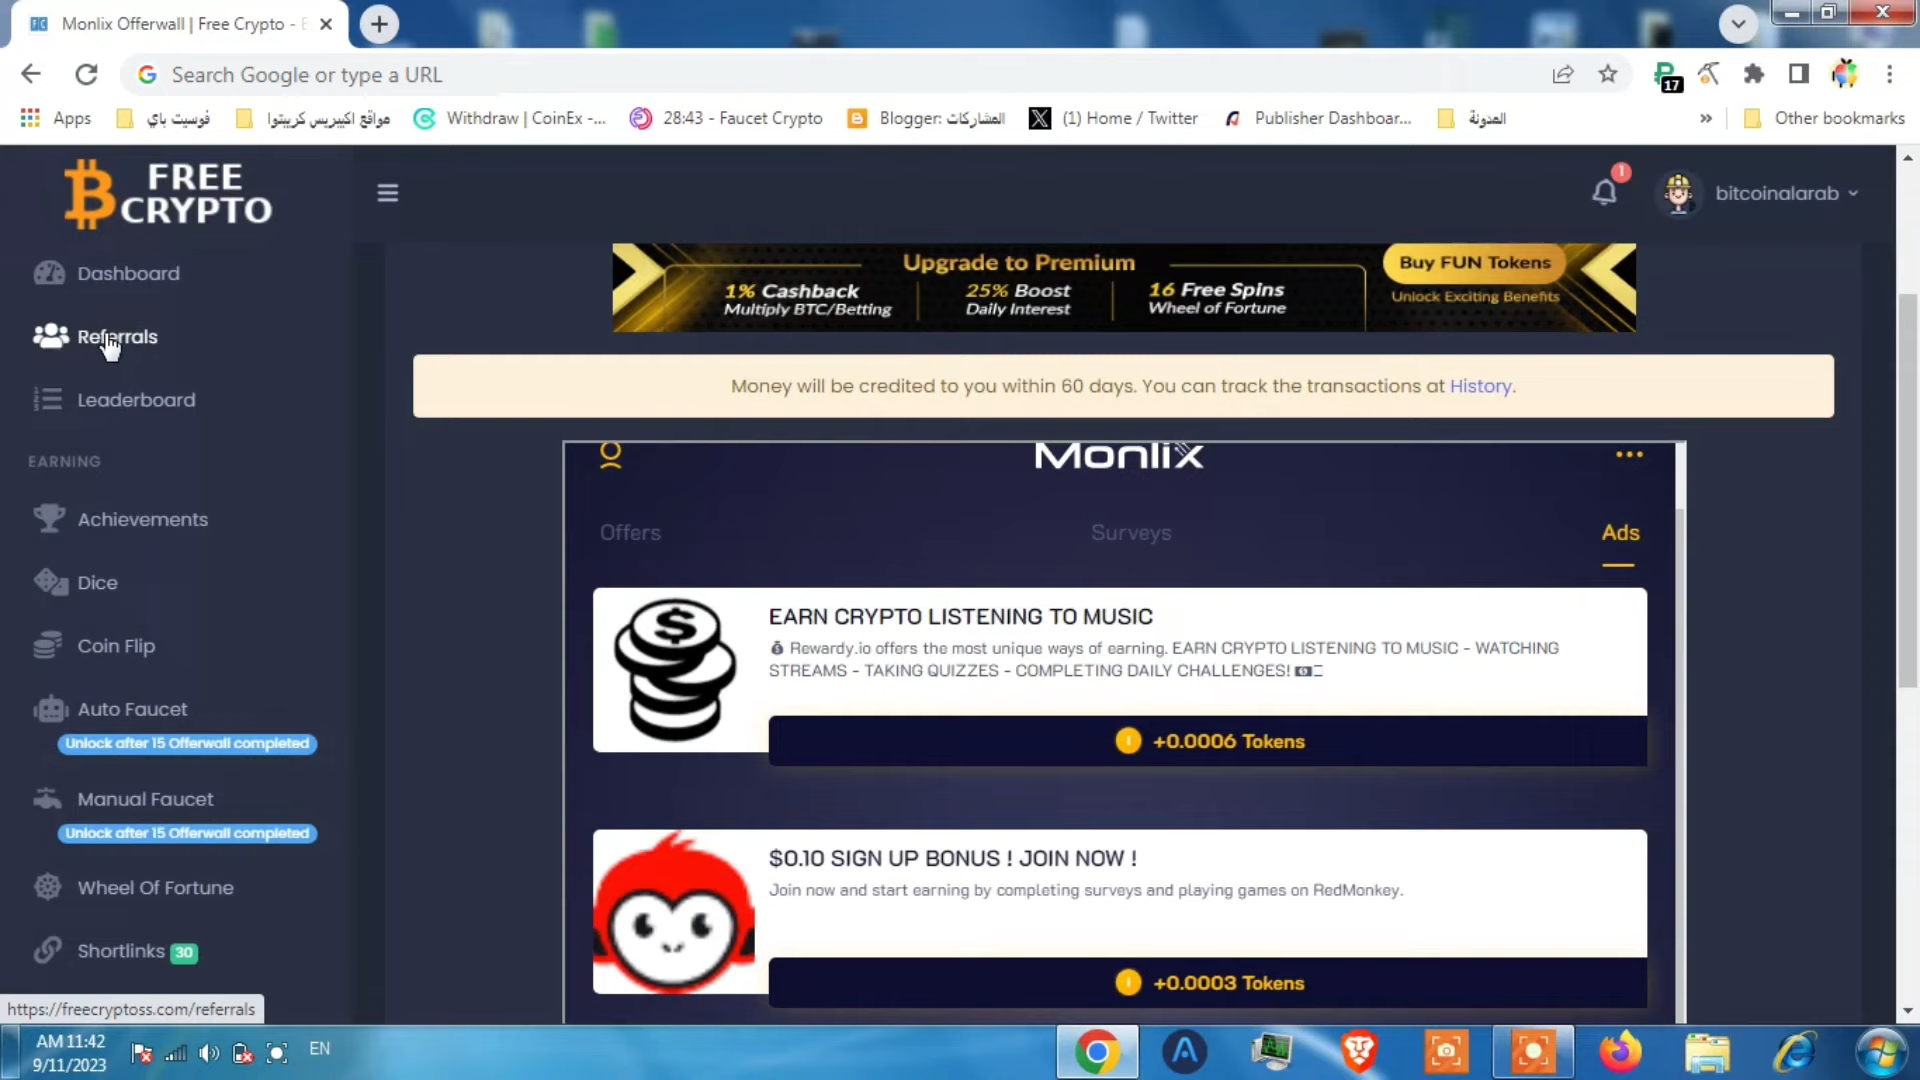 Monlix Offerwall | Free Crypto - E
Search Google or type a URL
17
Apps
فوسيت باي
مواقع اكبيريس كريبتوا
Withdraw | CoinEx -...
28:43 - Faucet Crypto
Blogger: المشاركات
(1) Home / Twitter
Publisher Dashboar...
المدونة
»
Other bookmarks
FREE
CRYPTO
1
bitcoinalarab
Dashboard
Referrals
Leaderboard
EARNING
Achievements
Dice
Coin Flip
Auto Faucet
Unlock after 15 Offerwall completed
Manual Faucet
Unlock after 15 Offerwall completed
Wheel Of Fortune
Shortlinks 30
https://freecryptoss.com/referrals
Upgrade to Premium
1% Cashback
Multiply BTC/Betting
25% Boost
Daily Interest
16 Free Spins
Wheel of Fortune
Buy FUN Tokens
Unlock Exciting Benefits
Money will be credited to you within 60 days. You can track the transactions at History.
Monlix
Offers
Surveys
Ads
EARN CRYPTO LISTENING TO MUSIC
Rewardy.io offers the most unique ways of earning. EARN CRYPTO LISTENING TO MUSIC - WATCHING
STREAMS - TAKING QUIZZES - COMPLETING DAILY CHALLENGES!
+0.0006 Tokens
$0.10 SIGN UP BONUS ! JOIN NOW !
Join now and start earning by completing surveys and playing games on RedMonkey.
+0.0003 Tokens
AM 11:42
9/11/2023
EN